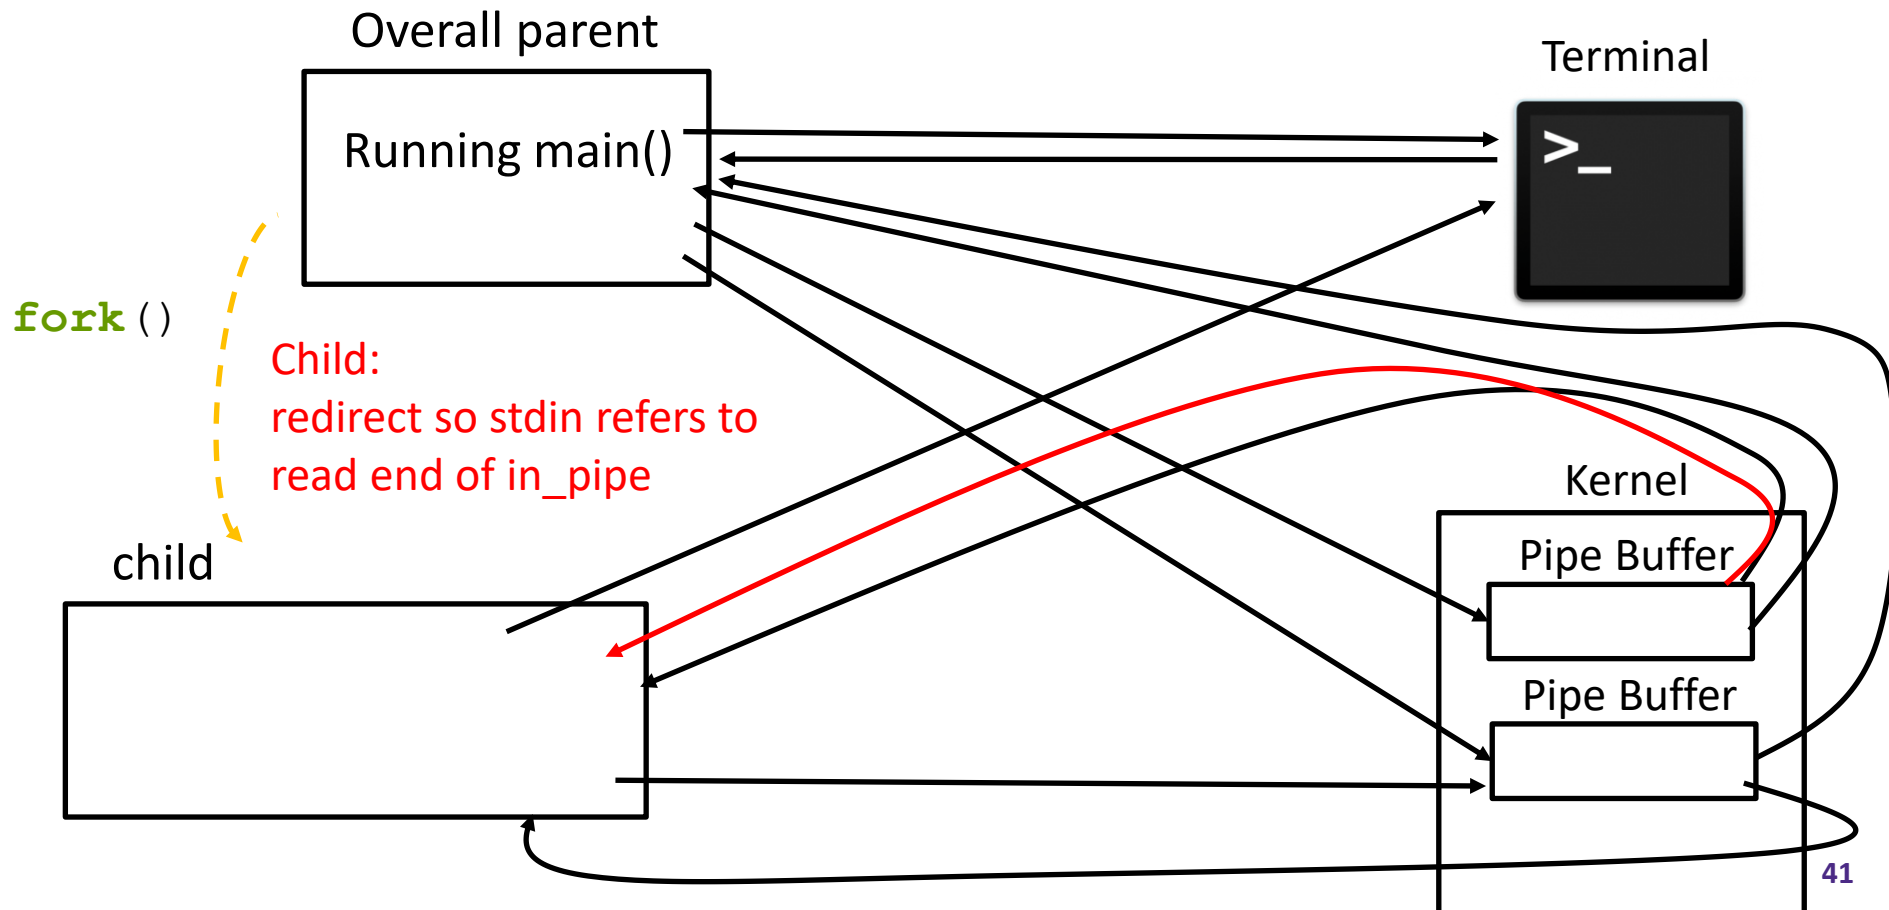 Overall parent
Terminal
Running main()
>_
fork()
Child:
redirect so stdin refers to
read end of in_pipe
Kernel
child
Pipe Buffer
Pipe Buffer
41